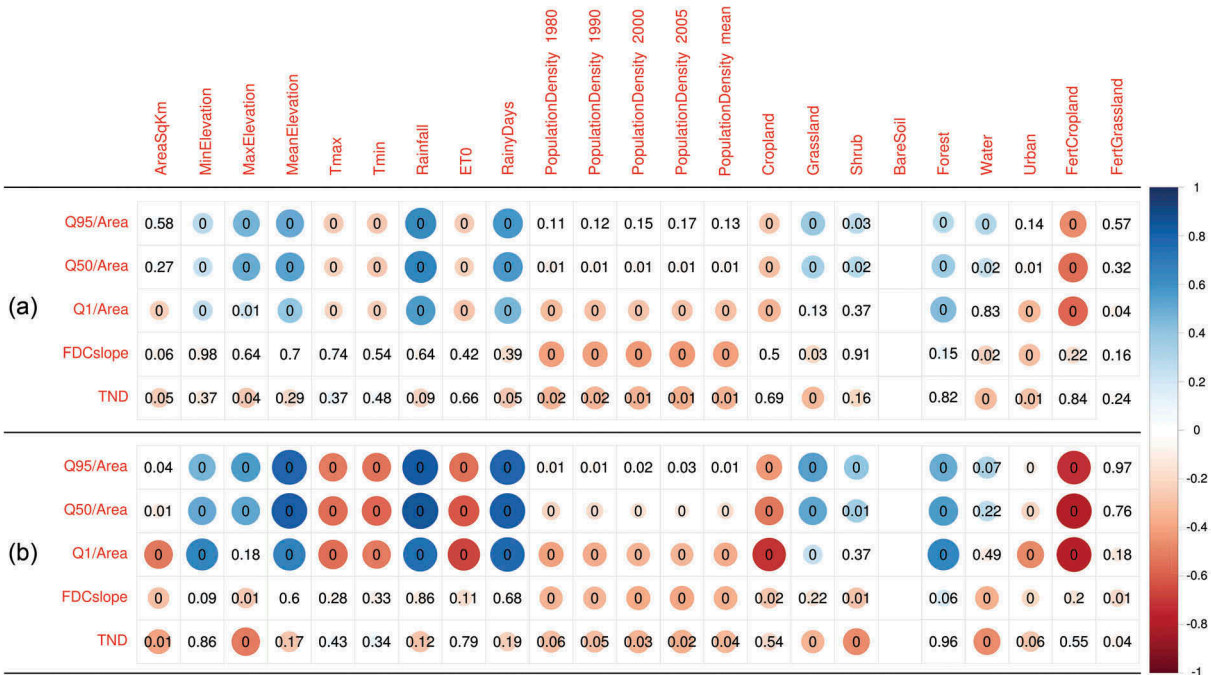 AreaSqKm MinElevation MaxElevation MeanElevation Tmax Tmin Rainfall ET0 RainyDays PopulationDensity 1980 PopulationDensity 1990 PopulationDensity 2000 PopulationDensity 2005 PopulationDensity mean Cropland Grassland Shrub BareSoil Forest Water Urban FertCropland FertGrassland
(a)
Q95/Area 0.58 0 0 0 0 0 0 0 0 0.11 0.12 0.15 0.17 0.13 0 0 0.03 0 0 0.14 0 0.57
Q50/Area 0.27 0 0 0 0 0 0 0 0 0.01 0.01 0.01 0.01 0.01 0 0 0.02 0 0.02 0.01 0 0.32
Q1/Area 0 0 0.01 0 0 0 0 0 0 0 0 0 0 0 0 0.13 0.37 0 0.83 0 0 0.04
FDCslope 0.06 0.98 0.64 0.7 0.74 0.54 0.64 0.42 0.39 0 0 0 0 0 0.5 0.03 0.91 0.15 0.02 0 0.22 0.16
TND 0.05 0.37 0.04 0.29 0.37 0.48 0.09 0.66 0.05 0.02 0.02 0.01 0.01 0.01 0.69 0 0.16 0.82 0 0.01 0.84 0.24
(b)
Q95/Area 0.04 0 0 0 0 0 0 0 0 0.01 0.01 0.02 0.03 0.01 0 0 0 0 0.07 0 0 0.97
Q50/Area 0.01 0 0 0 0 0 0 0 0 0 0 0 0 0 0 0 0.01 0 0.22 0 0 0.76
Q1/Area 0 0 0.18 0 0 0 0 0 0 0 0 0 0 0 0 0 0.37 0 0.49 0 0 0.18
FDCslope 0 0.09 0.01 0.6 0.28 0.33 0.86 0.11 0.68 0 0 0 0 0 0.02 0.22 0.01 0.06 0 0 0.2 0.01
TND 0.01 0.86 0 0.17 0.43 0.34 0.12 0.79 0.19 0.06 0.05 0.03 0.02 0.04 0.54 0 0 0.96 0 0.06 0.55 0.04
1
0.8
0.6
0.4
0.2
0
-0.2
-0.4
-0.6
-0.8
-1